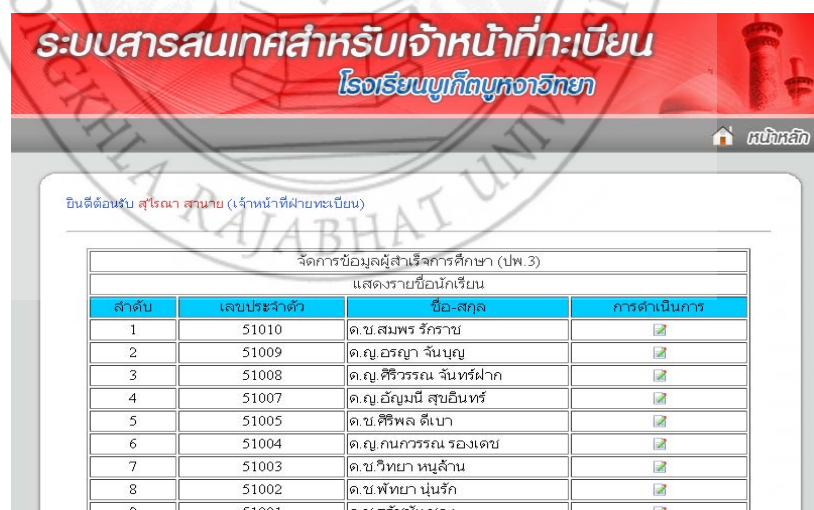 ระบบสารสนเทศสำหรับเจ้าหน้าที่ทะเบียน
โรงเรียนบูเก็ตบูหงาวิทยา
หน้าหลัก
ยินดีต้อนรับ สุไรณา สานาย (เจ้าหน้าที่ฝ่ายทะเบียน)
จัดการข้อมูลผู้สำเร็จการศึกษา (ปพ.3)
แสดงรายชื่อนักเรียน
ลำดับ เลขประจำตัว ชื่อ-สกุล การดำเนินการ
1 51010 ด.ช.สมพร รักราช
2 51009 ด.ญ.อรญา จันบุญ
3 51008 ด.ญ.ศิริวรรณ จันทร์ฝาก
4 51007 ด.ญ.อัญมนี สุขอินทร์
5 51005 ด.ช.ศิริพล ดีเบา
6 51004 ด.ญ.กนกวรรณ รองเดช
7 51003 ด.ช.วิทยา หนูล้าน
8 51002 ด.ช.พัทยา นุ่นรัก
9 51001
SONGKHLA RAJABHAT UNIVERSITY